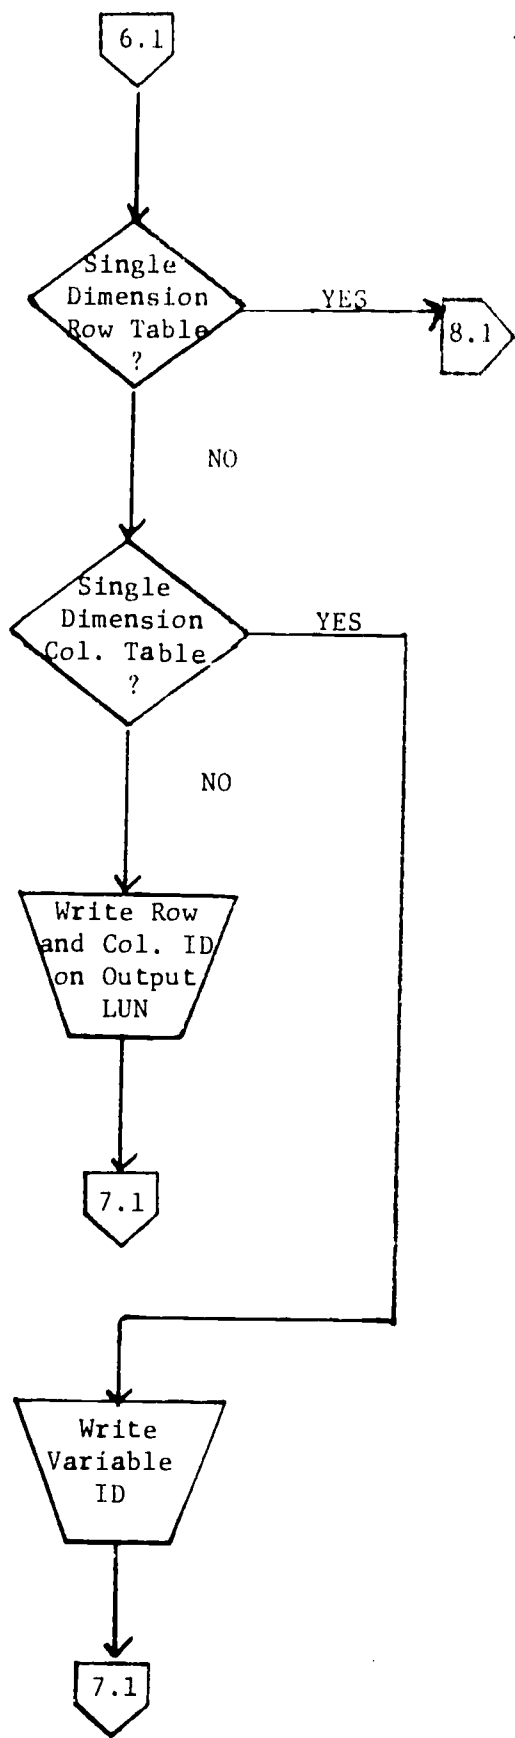 6.1
Single
Dimension
Row Table
?
YES
8.1
NO
Single
Dimension
Col. Table
?
YES
NO
Write Row
and Col. ID
on Output
LUN
7.1
Write
Variable
ID
7.1